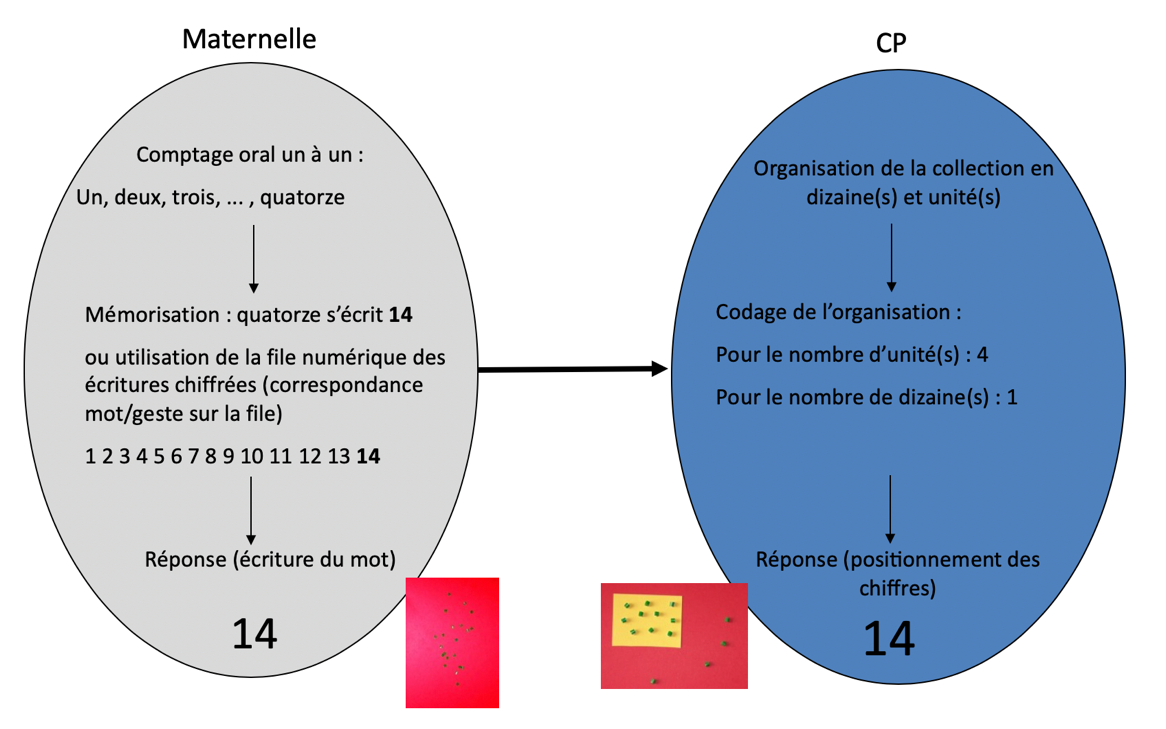 Maternelle
Comptage oral un à un :
Un, deux, trois, ... , quatorze
Mémorisation : quatorze s’écrit 14
ou utilisation de la file numérique des
écritures chiffrées (correspondance
mot/geste sur la file)
1 2 3 4 5 6 7 8 9 10 11 12 13 14
Réponse (écriture du mot)
14
CP
Organisation de la collection en
dizaine(s) et unité(s)
Codage de l’organisation :
Pour le nombre d’unité(s) : 4
Pour le nombre de dizaine(s) : 1
Réponse (positionnement des
chiffres)
14